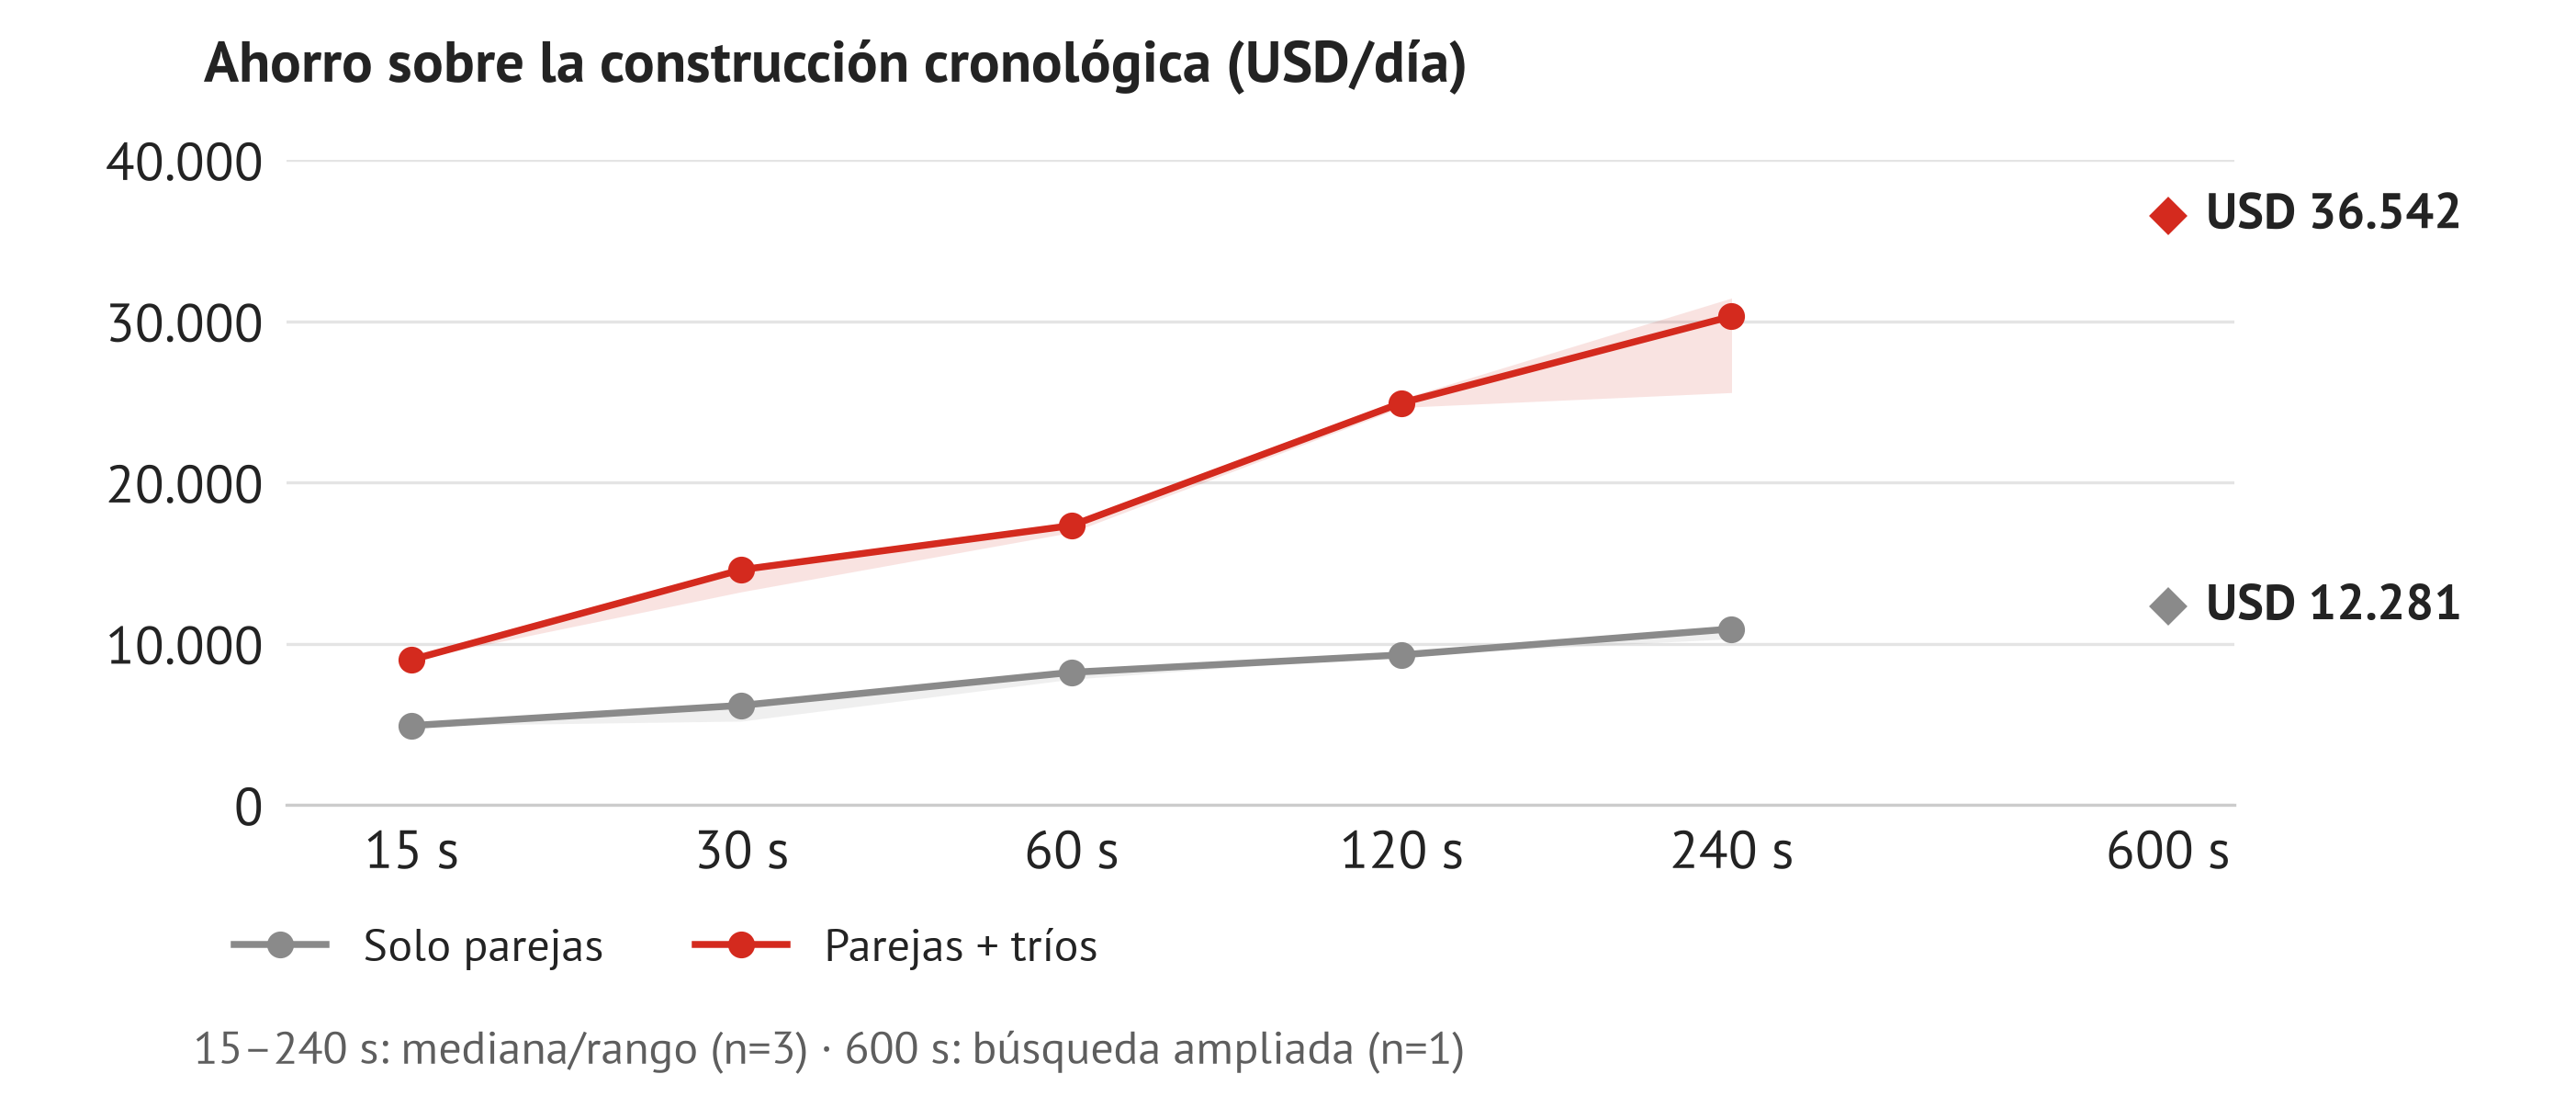 Ahorro sobre la construcción cronológica (USD/día)
40.000
USD 36.542
30.000
20.000
USD 12.281
10.000
0
15 s 30 s 60 s 120 s 240 s 600 s
Solo parejas Parejas + tríos
15–240 s: mediana/rango (n=3) · 600 s: búsqueda ampliada (n=1)